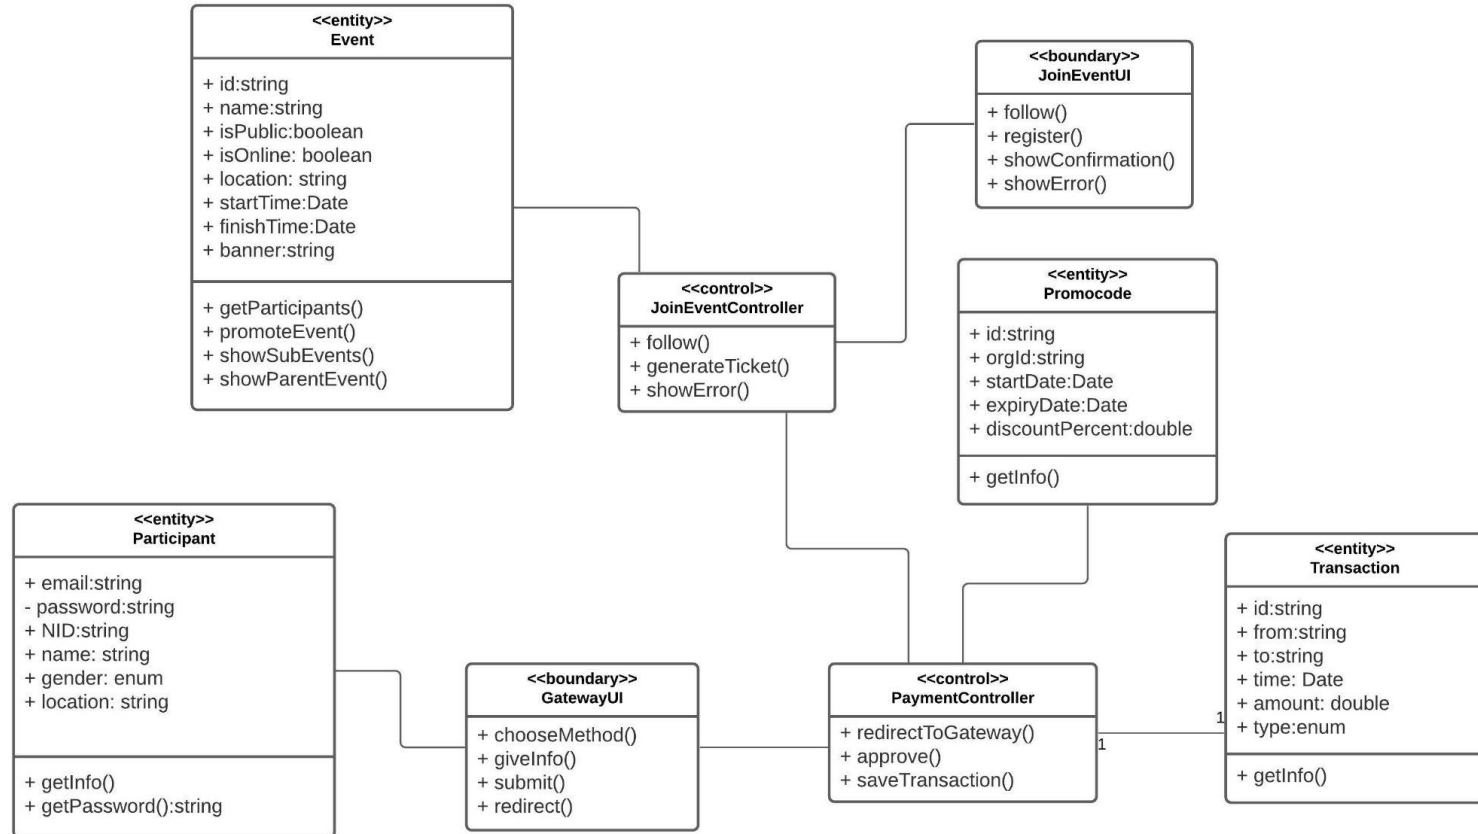 <<entity>>
Event
+ id:string
+ name:string
+ isPublic:boolean
+ isOnline: boolean
+ location: string
+ startTime:Date
+ finishTime:Date
+ banner:string
+ getParticipants()
+ promoteEvent()
+ showSubEvents()
+ showParentEvent()
<<boundary>>
JoinEventUI
+ follow()
+ register()
+ showConfirmation()
+ showError()
<<control>>
JoinEventController
+ follow()
+ generateTicket()
+ showError()
<<entity>>
Promocode
+ id:string
+ orgId:string
+ startDate:Date
+ expiryDate:Date
+ discountPercent:double
+ getInfo()
<<entity>>
Participant
+ email:string
- password:string
+ NID:string
+ name: string
+ gender: enum
+ location: string
+ getInfo()
+ getPassword():string
<<boundary>>
GatewayUI
+ chooseMethod()
+ giveInfo()
+ submit()
+ redirect()
<<control>>
PaymentController
+ redirectToGateway()
+ approve()
+ saveTransaction()
1
1
<<entity>>
Transaction
+ id:string
+ from:string
+ to:string
+ time: Date
+ amount: double
+ type:enum
+ getInfo()